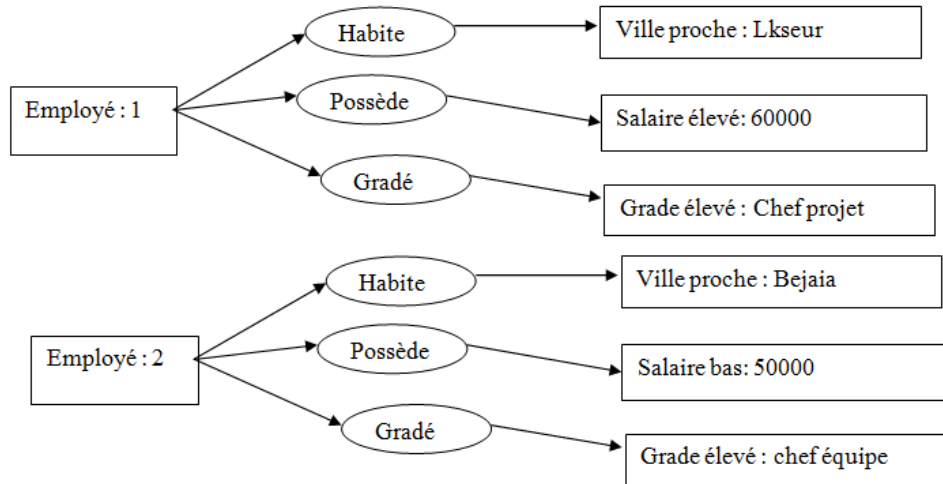 Habite
Ville proche : Lkseur
Employé : 1
Possède
Salaire élevé: 60000
Gradé
Grade élevé : Chef projet
Habite
Ville proche : Bejaia
Employé : 2
Possède
Salaire bas: 50000
Gradé
Grade élevé : chef équipe